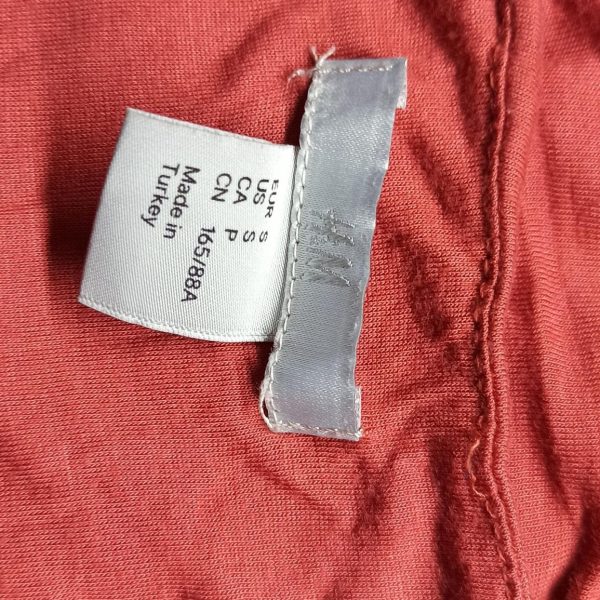 H&M
EUR S
US S
CA P
CN 165/88A
Made in
Turkey